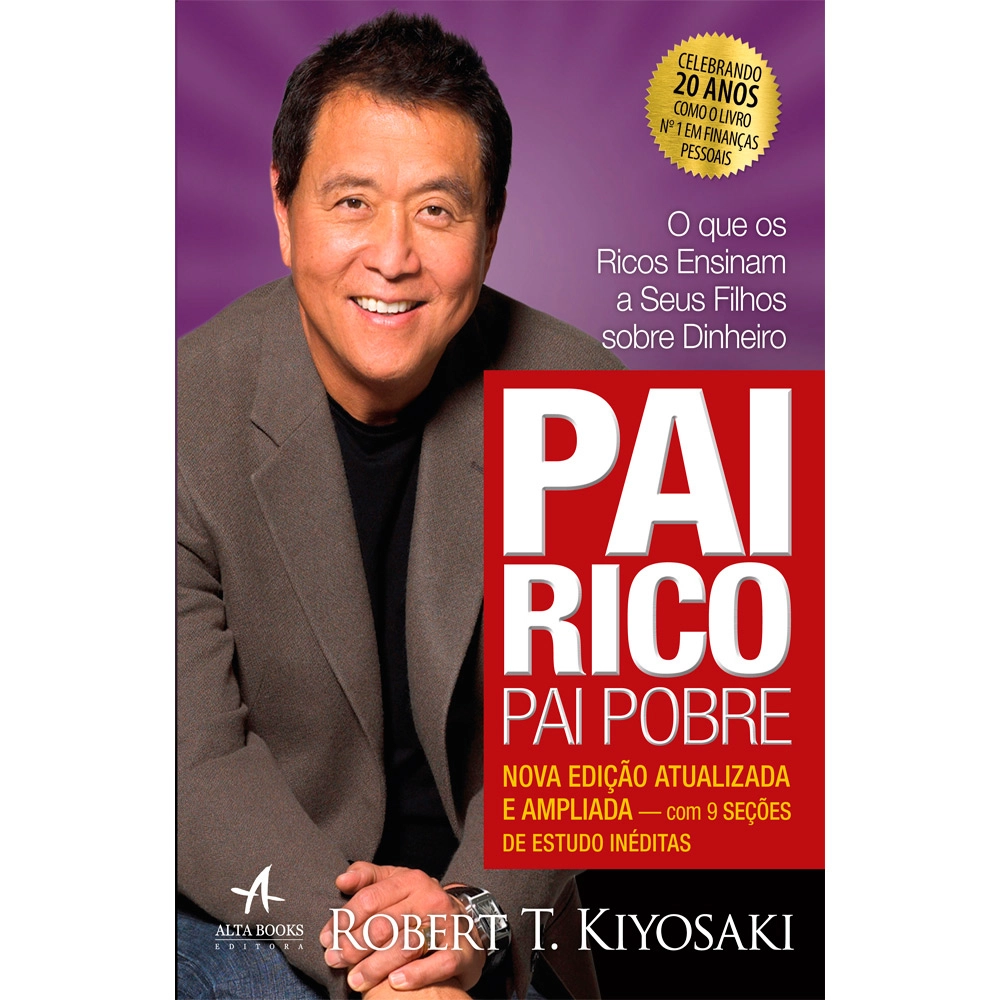 CELEBRANDO
20 ANOS
COMO O LIVRO
Nº 1 EM FINANÇAS
PESSOAIS
O que os
Ricos Ensinam
a Seus Filhos
sobre Dinheiro
PAI
RICO
PAI POBRE
NOVA EDIÇÃO ATUALIZADA
E AMPLIADA — com 9 SEÇÕES
DE ESTUDO INÉDITAS
ALTA BOOKS
EDITORA
ROBERT T. KIYOSAKI